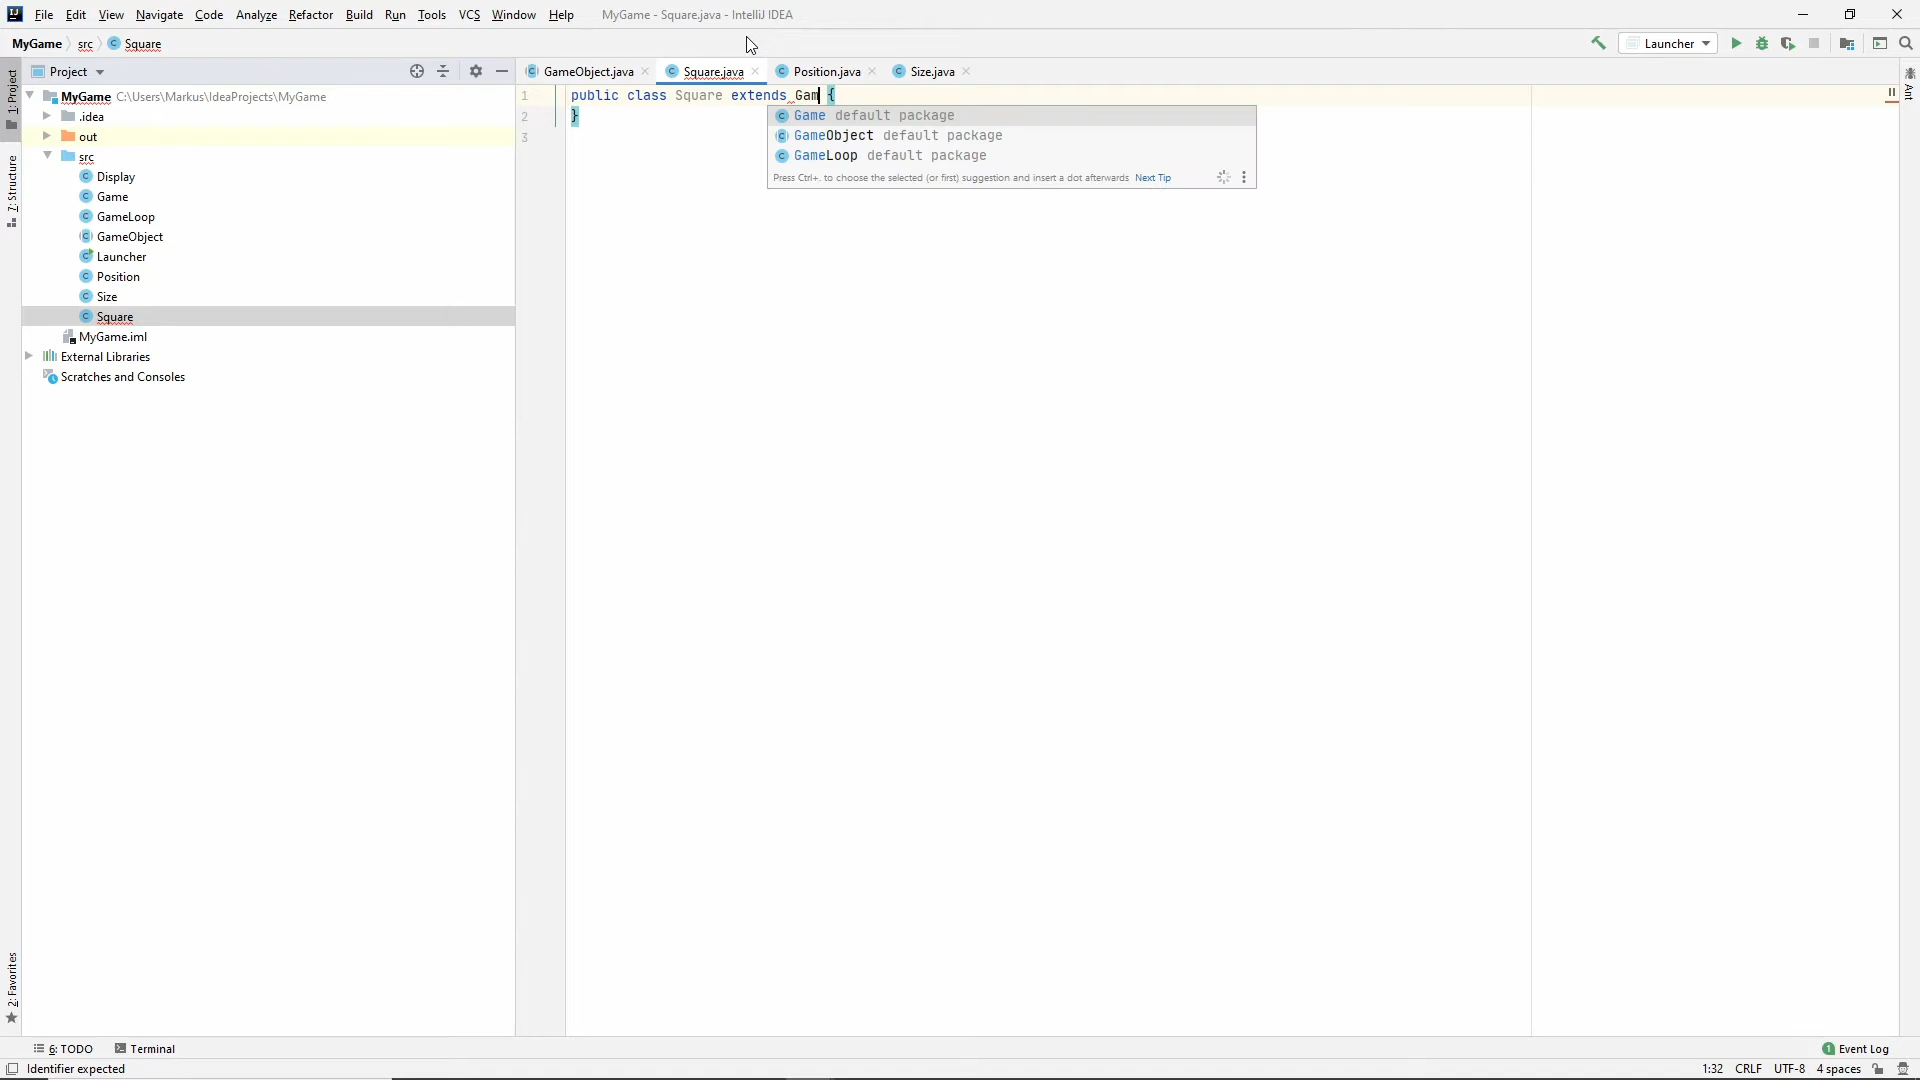 File Edit View Navigate Code Analyze Refactor Build Run Tools VCS Window Help MyGame - Square.java - IntelliJ IDEA
MyGame src Square
Launcher
1: Project
7: Structure
2: Favorites
Ant
Project
MyGame C:\Users\Markus\IdeaProjects\MyGame
.idea
out
src
Display
Game
GameLoop
GameObject
Launcher
Position
Size
Square
MyGame.iml
External Libraries
Scratches and Consoles
GameObject.java Square.java Position.java Size.java
1 public class Square extends Gam {
2 }
3
Game default package
GameObject default package
GameLoop default package
Press Ctrl+. to choose the selected (or first) suggestion and insert a dot afterwards Next Tip
6: TODO Terminal
1 Event Log
Identifier expected
1:32 CRLF UTF-8 4 spaces